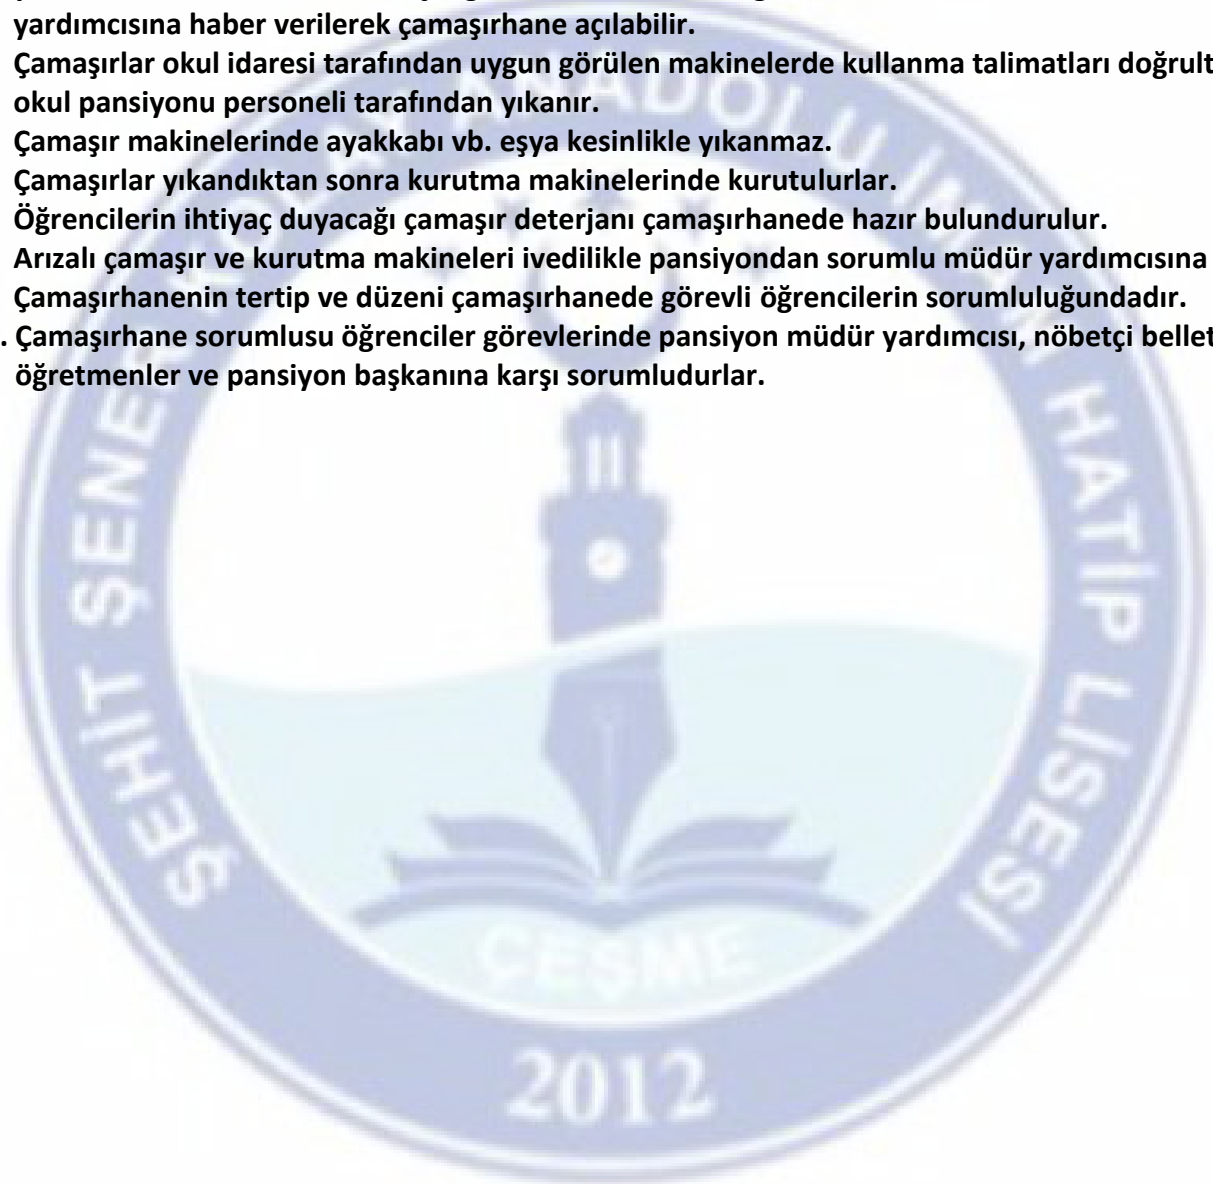 yardımcısına haber verilerek çamaşırhane açılabilir.
Çamaşırlar okul idaresi tarafından uygun görülen makinelerde kullanma talimatları doğrult
okul pansiyonu personeli tarafından yıkanır.
Çamaşır makinelerinde ayakkabı vb. eşya kesinlikle yıkanmaz.
Çamaşırlar yıkandıktan sonra kurutma makinelerinde kurutulurlar.
Öğrencilerin ihtiyaç duyacağı çamaşır deterjanı çamaşırhanede hazır bulundurulur.
Arızalı çamaşır ve kurutma makineleri ivedilikle pansiyondan sorumlu müdür yardımcısına
Çamaşırhanenin tertip ve düzeni çamaşırhanede görevli öğrencilerin sorumluluğundadır.
. Çamaşırhane sorumlusu öğrenciler görevlerinde pansiyon müdür yardımcısı, nöbetçi bellet
öğretmenler ve pansiyon başkanına karşı sorumludurlar.
ŞEHİT ŞENER ANADOLU İMAM HATİP LİSESİ
ÇEŞME
2012